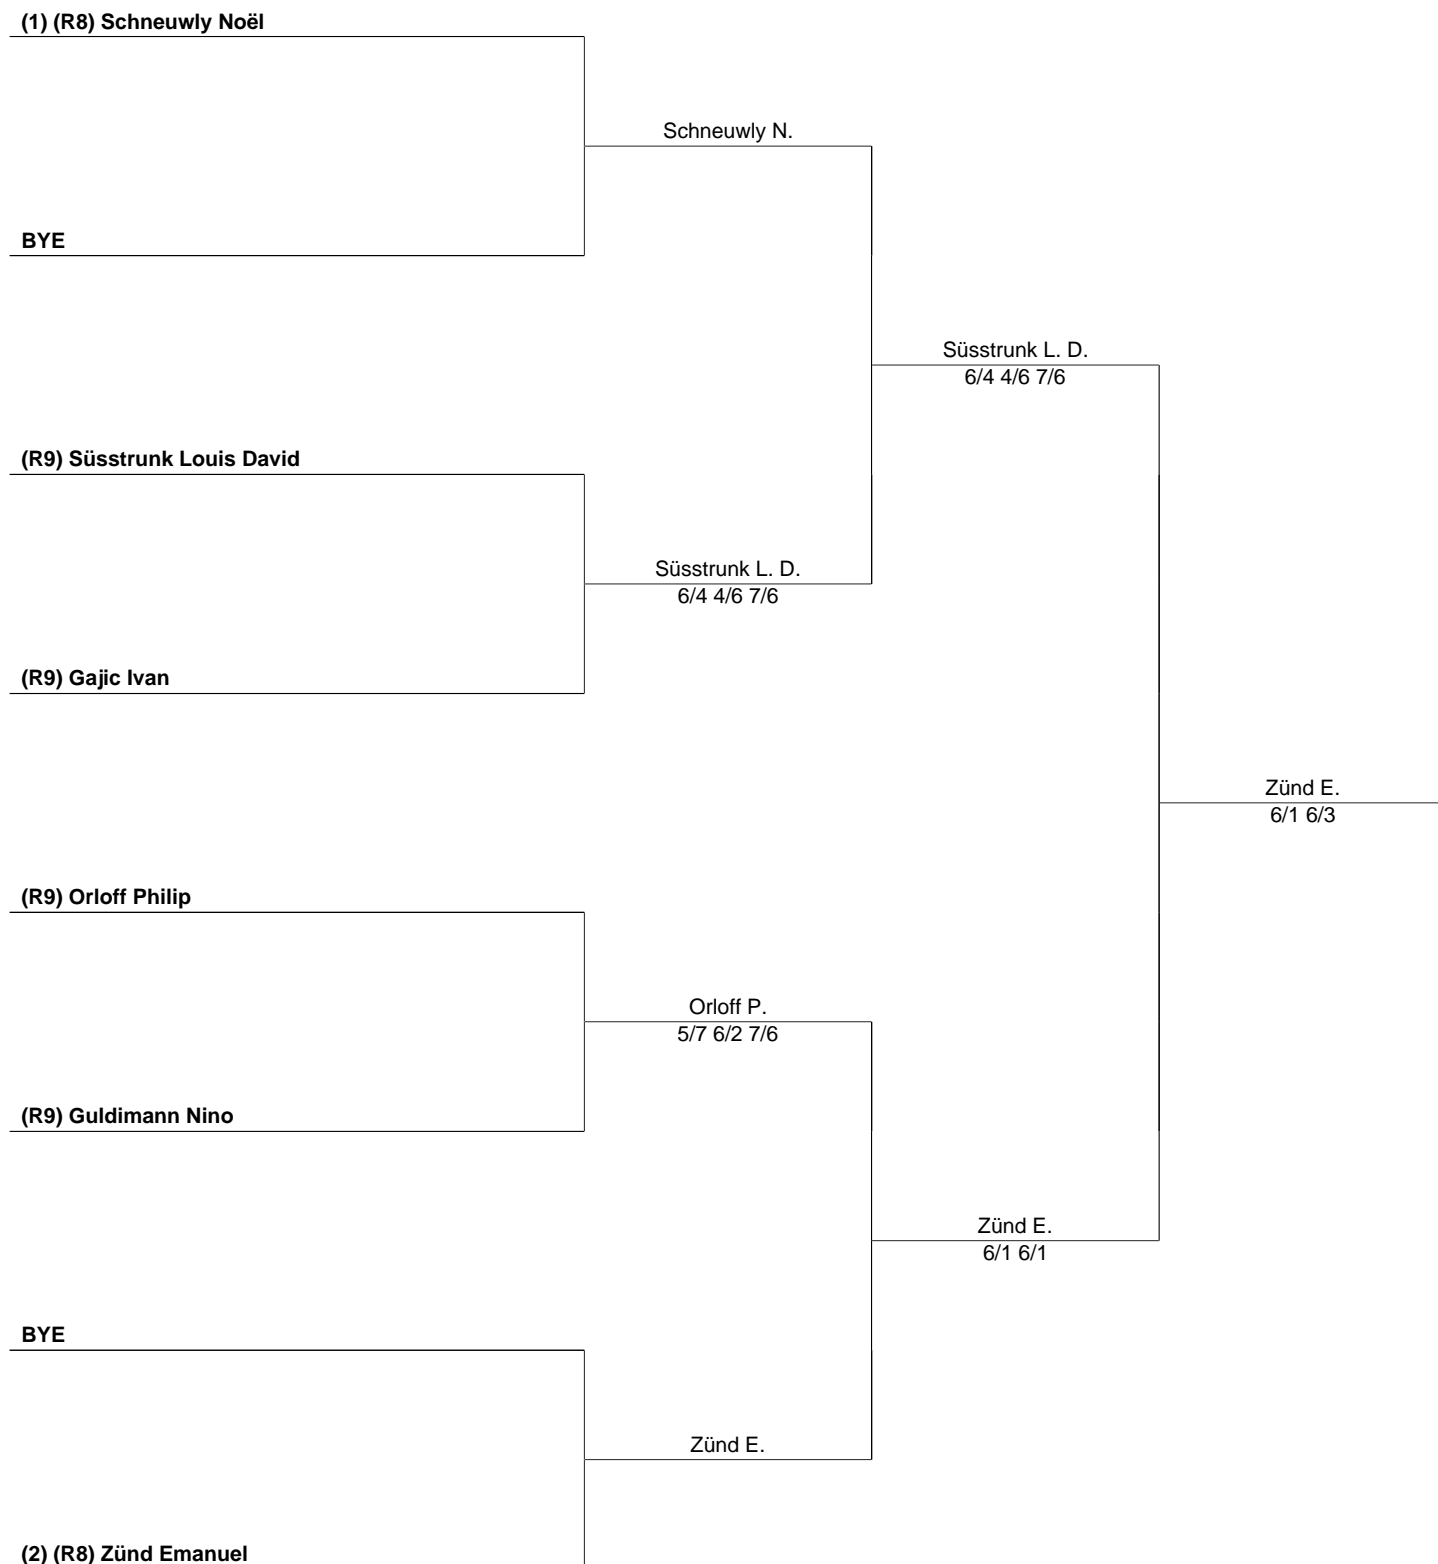 (1) (R8) Schneuwly Noël
Schneuwly N.
BYE
Süsstrunk L. D.
6/4 4/6 7/6
(R9) Süsstrunk Louis David
Süsstrunk L. D.
6/4 4/6 7/6
(R9) Gajic Ivan
Zünd E.
6/1 6/3
(R9) Orloff Philip
Orloff P.
5/7 6/2 7/6
(R9) Guldimann Nino
Zünd E.
6/1 6/1
BYE
Zünd E.
(2) (R8) Zünd Emanuel